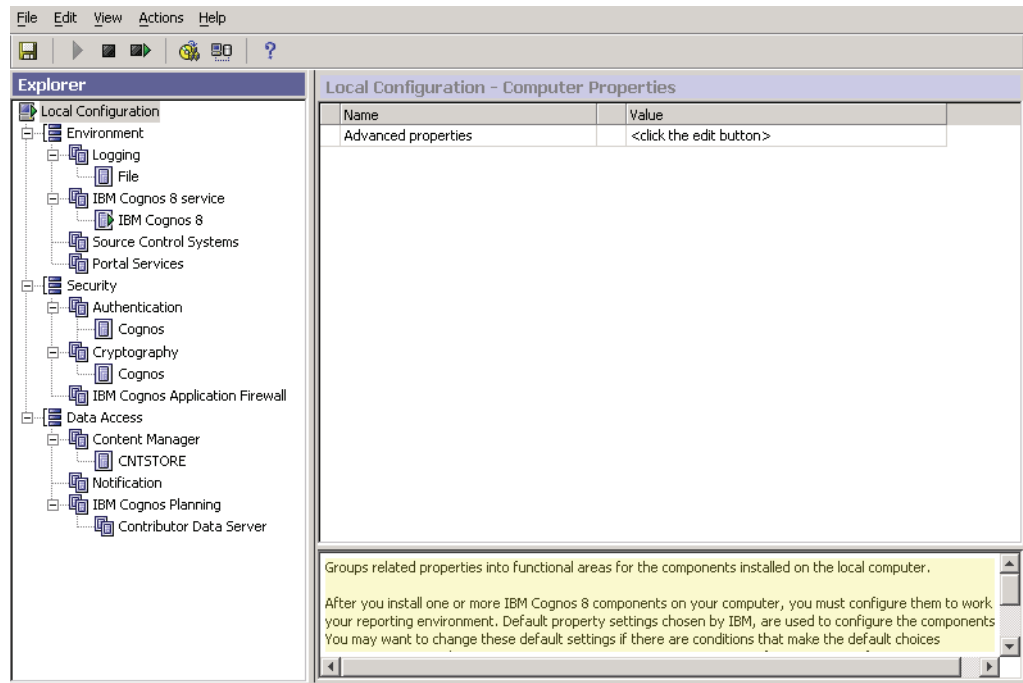 File Edit View Actions Help
?
Explorer
Local Configuration
Environment
Logging
File
IBM Cognos 8 service
IBM Cognos 8
Source Control Systems
Portal Services
Security
Authentication
Cognos
Cryptography
Cognos
IBM Cognos Application Firewall
Data Access
Content Manager
CNTSTORE
Notification
IBM Cognos Planning
Contributor Data Server
Local Configuration - Computer Properties
Name Value
Advanced properties <click the edit button>
Groups related properties into functional areas for the components installed on the local computer.
After you install one or more IBM Cognos 8 components on your computer, you must configure them to work
your reporting environment. Default property settings chosen by IBM, are used to configure the components
You may want to change these default settings if there are conditions that make the default choices